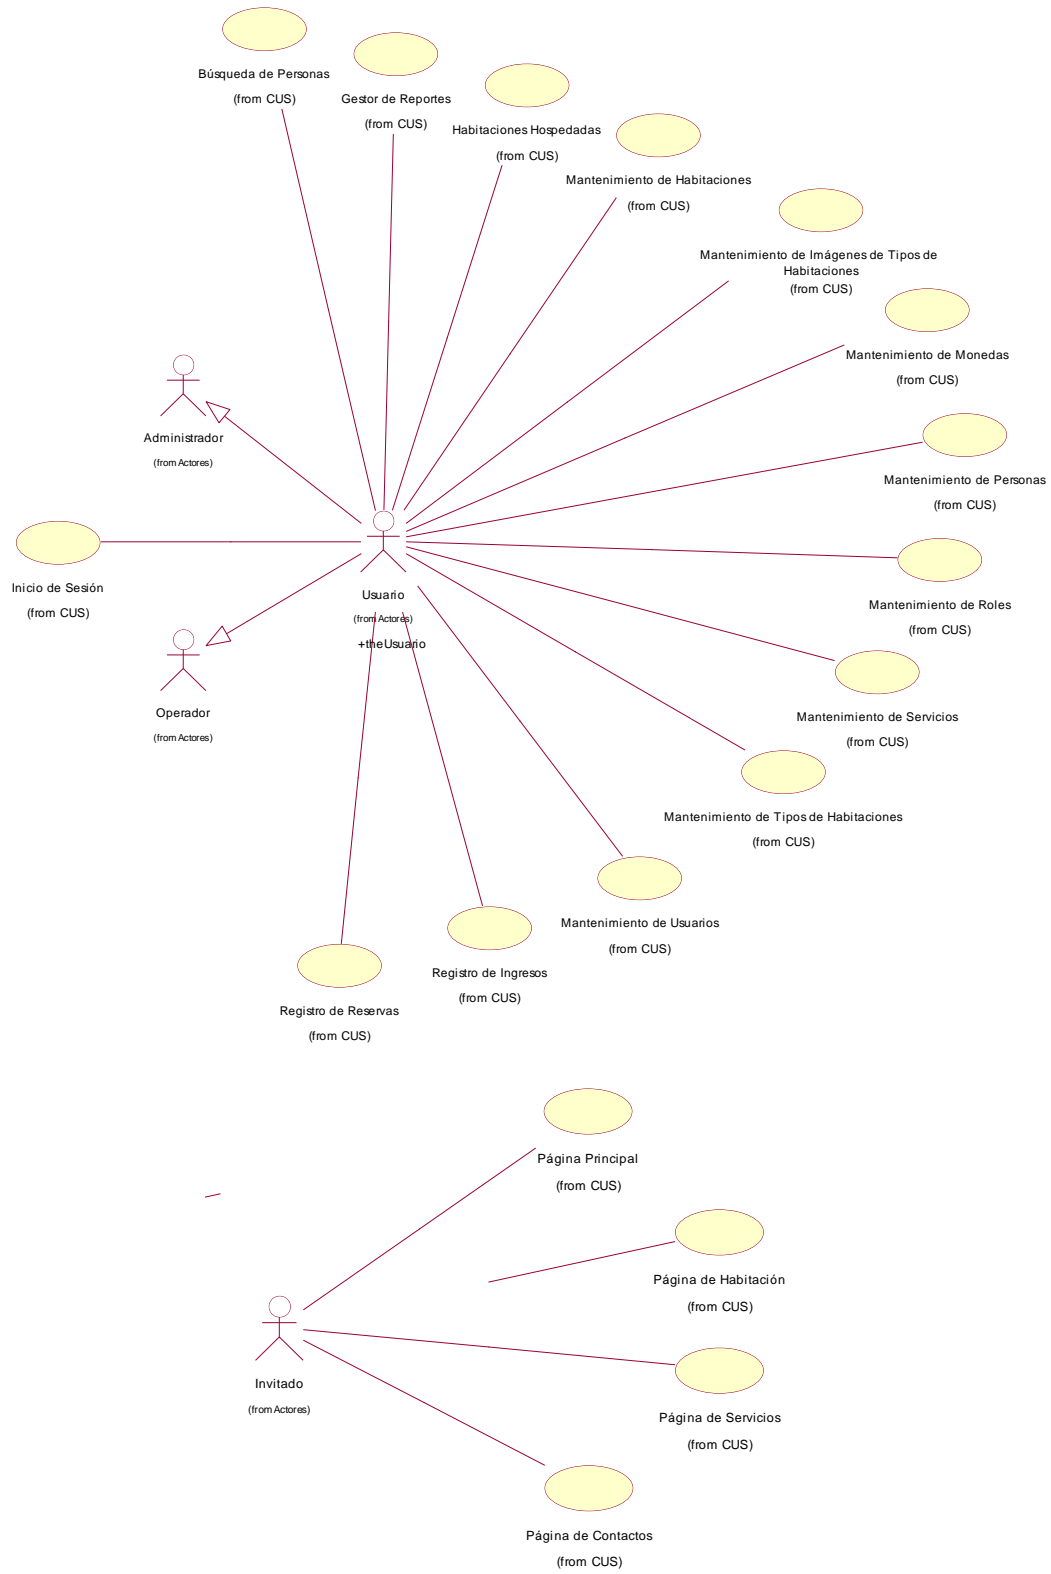 Búsqueda de Personas
(from CUS)
Gestor de Reportes
(from CUS)
Habitaciones Hospedadas
(from CUS)
Mantenimiento de Habitaciones
(from CUS)
Mantenimiento de Imágenes de Tipos de
Habitaciones
(from CUS)
Mantenimiento de Monedas
(from CUS)
Administrador
(from Actores)
Mantenimiento de Personas
(from CUS)
Inicio de Sesión
(from CUS)
Usuario
(from Actores)
+theUsuario
Mantenimiento de Roles
(from CUS)
Operador
(from Actores)
Mantenimiento de Servicios
(from CUS)
Mantenimiento de Tipos de Habitaciones
(from CUS)
Mantenimiento de Usuarios
(from CUS)
Registro de Ingresos
(from CUS)
Registro de Reservas
(from CUS)
Página Principal
(from CUS)
Página de Habitación
(from CUS)
Invitado
(from Actores)
Página de Servicios
(from CUS)
Página de Contactos
(from CUS)